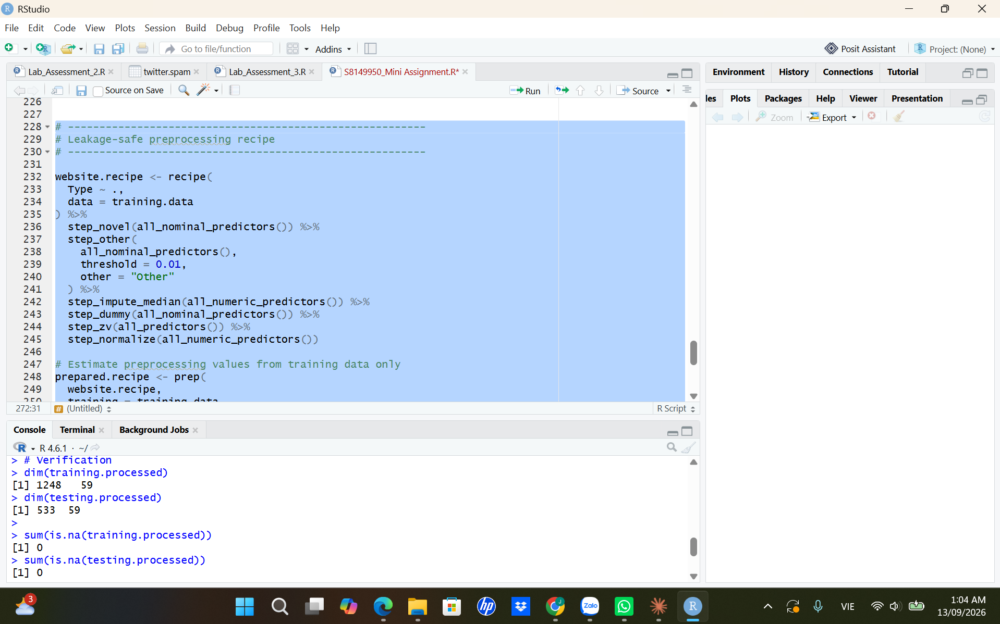 RStudio
File Edit Code View Plots Session Build Debug Profile Tools Help
Go to file/function Addins Posit Assistant Project: (None)
Lab_Assessment_2.R twitter.spam Lab_Assessment_3.R S8149950_Mini Assignment.R*
Source on Save Run Source
226
227
228 # ---------------------------------------------------------
229 # Leakage-safe preprocessing recipe
230 # ---------------------------------------------------------
231
232 website.recipe <- recipe(
233 Type ~ .,
234 data = training.data
235 ) %>%
236 step_novel(all_nominal_predictors()) %>%
237 step_other(
238 all_nominal_predictors(),
239 threshold = 0.01,
240 other = "Other"
241 ) %>%
242 step_impute_median(all_numeric_predictors()) %>%
243 step_dummy(all_nominal_predictors()) %>%
244 step_zv(all_predictors()) %>%
245 step_normalize(all_numeric_predictors())
246
247 # Estimate preprocessing values from training data only
248 prepared.recipe <- prep(
249 website.recipe,
250 training = training.data
272:31 # (Untitled) R Script
Console Terminal Background Jobs
R R 4.6.1 · ~/
> # Verification
> dim(training.processed)
[1] 1248 59
> dim(testing.processed)
[1] 533 59
>
> sum(is.na(training.processed))
[1] 0
> sum(is.na(testing.processed))
[1] 0
Environment History Connections Tutorial
les Plots Packages Help Viewer Presentation
Zoom Export
3
hp
J
Zalo
R
VIE
1:04 AM
13/09/2026